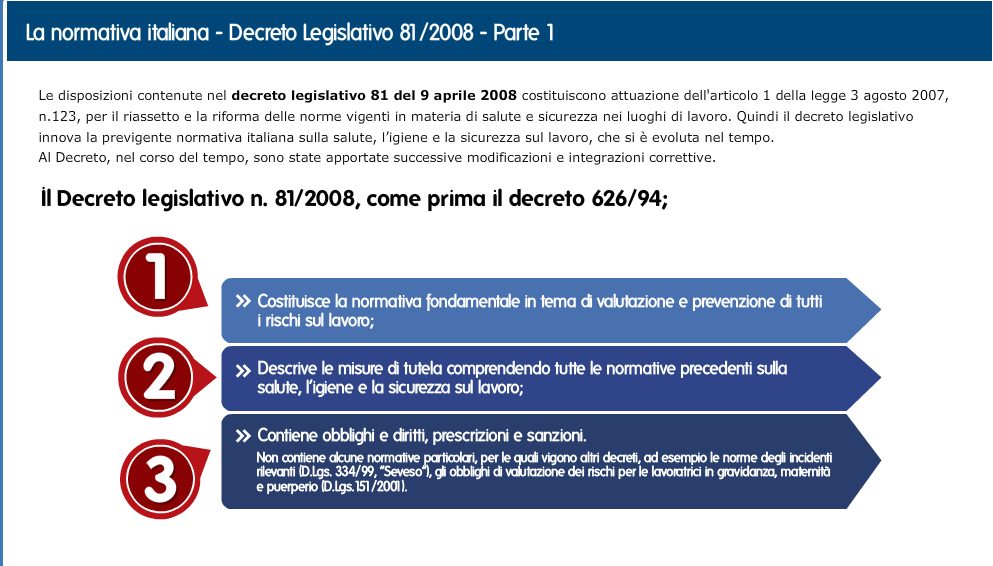 La normativa italiana - Decreto Legislativo 81/2008 - Parte 1
Le disposizioni contenute nel decreto legislativo 81 del 9 aprile 2008 costituiscono attuazione dell'articolo 1 della legge 3 agosto 2007,
n.123, per il riassetto e la riforma delle norme vigenti in materia di salute e sicurezza nei luoghi di lavoro. Quindi il decreto legislativo
innova la previgente normativa italiana sulla salute, l’igiene e la sicurezza sul lavoro, che si è evoluta nel tempo.
Al Decreto, nel corso del tempo, sono state apportate successive modificazioni e integrazioni correttive.
İl Decreto legislativo n. 81/2008, come prima il decreto 626/94;
1
» Costituisce la normativa fondamentale in tema di valutazione e prevenzione di tutti
i rischi sul lavoro;
2
» Descrive le misure di tutela comprendendo tutte le normative precedenti sulla
salute, l’igiene e la sicurezza sul lavoro;
3
» Contiene obblighi e diritti, prescrizioni e sanzioni.
Non contiene alcune normative particolari, per le quali vigono altri decreti, ad esempio le norme degli incidenti
rilevanti (D.Lgs. 334/99, “Seveso”), gli obblighi di valutazione dei rischi per le lavoratrici in gravidanza, maternità
e puerperio (D.Lgs.151/2001).